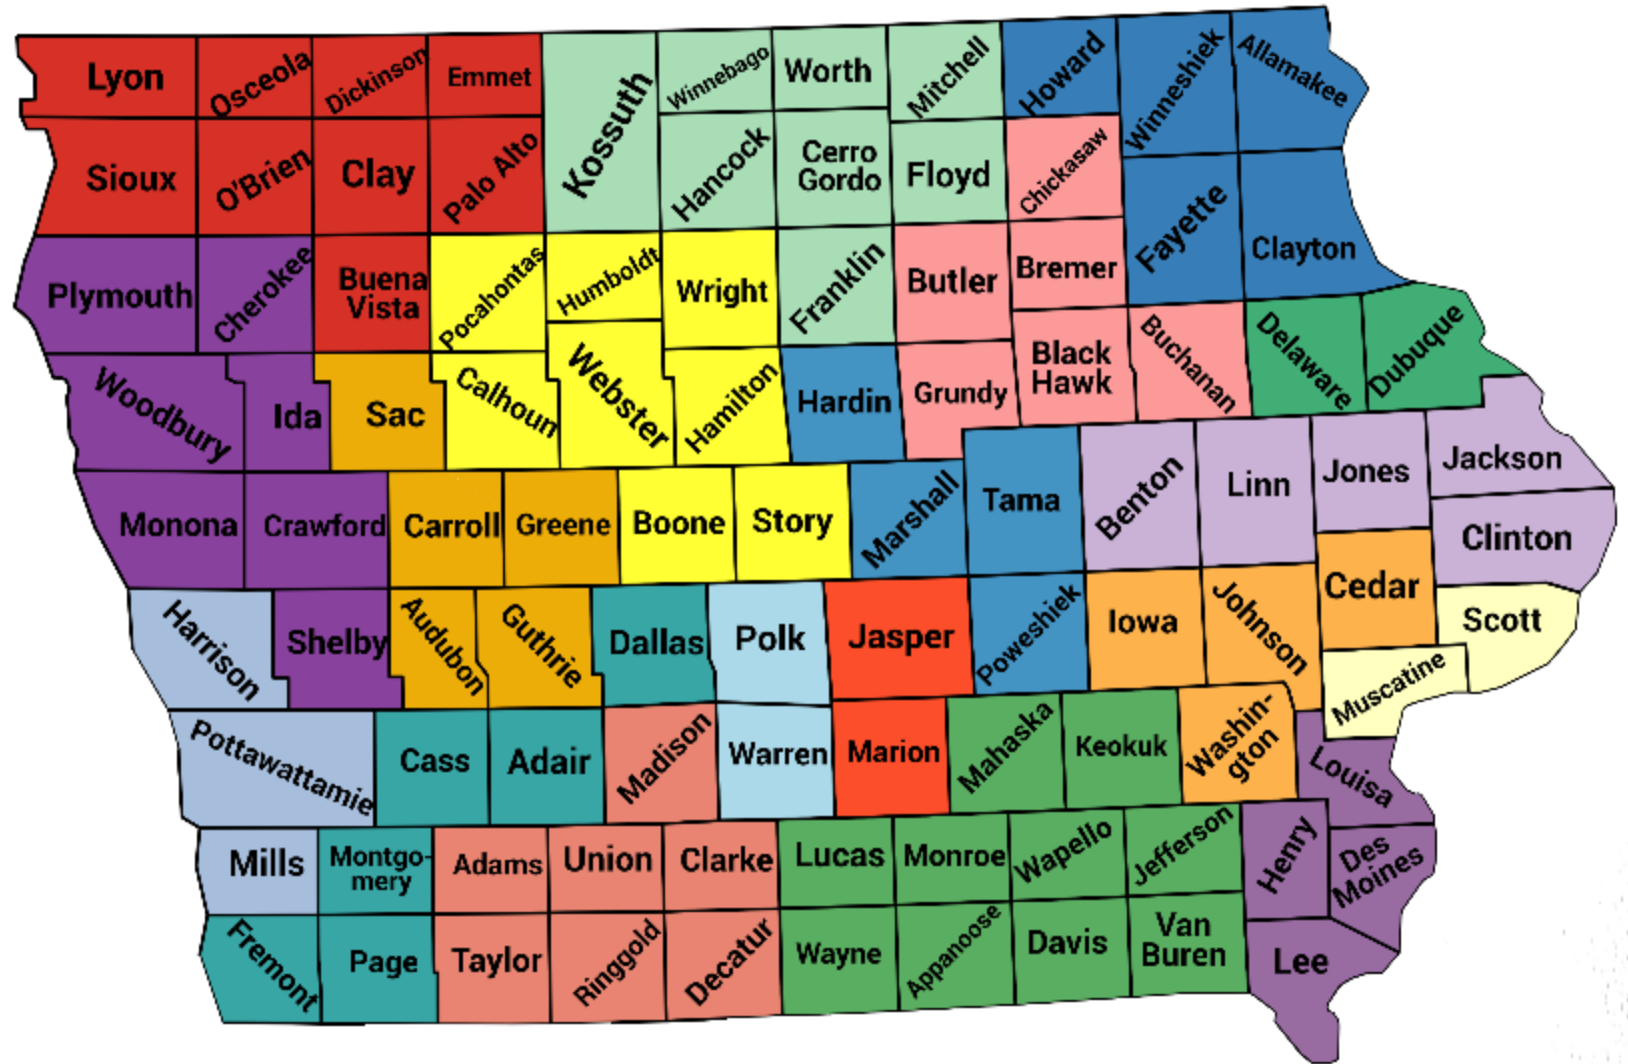 Lyon
Osceola
Dickinson
Emmet
Kossuth
Winnebago
Worth
Mitchell
Howard
Winneshiek
Allamakee
Sioux
O'Brien
Clay
Palo Alto
Hancock
Cerro
Gordo
Floyd
Chickasaw
Fayette
Clayton
Plymouth
Cherokee
Buena
Vista
Pocahontas
Humboldt
Wright
Franklin
Butler
Bremer
Woodbury
Ida
Sac
Calhoun
Webster
Hamilton
Hardin
Grundy
Black
Hawk
Buchanan
Delaware
Dubuque
Monona
Crawford
Carroll
Greene
Boone
Story
Marshall
Tama
Benton
Linn
Jones
Jackson
Clinton
Harrison
Shelby
Audubon
Guthrie
Dallas
Polk
Jasper
Poweshiek
Iowa
Johnson
Cedar
Scott
Muscatine
Pottawattamie
Cass
Adair
Madison
Warren
Marion
Mahaska
Keokuk
Washin-
gton
Louisa
Mills
Montgo-
mery
Adams
Union
Clarke
Lucas
Monroe
Wapello
Jefferson
Henry
Des
Moines
Fremont
Page
Taylor
Ringgold
Decatur
Wayne
Appanoose
Davis
Van
Buren
Lee